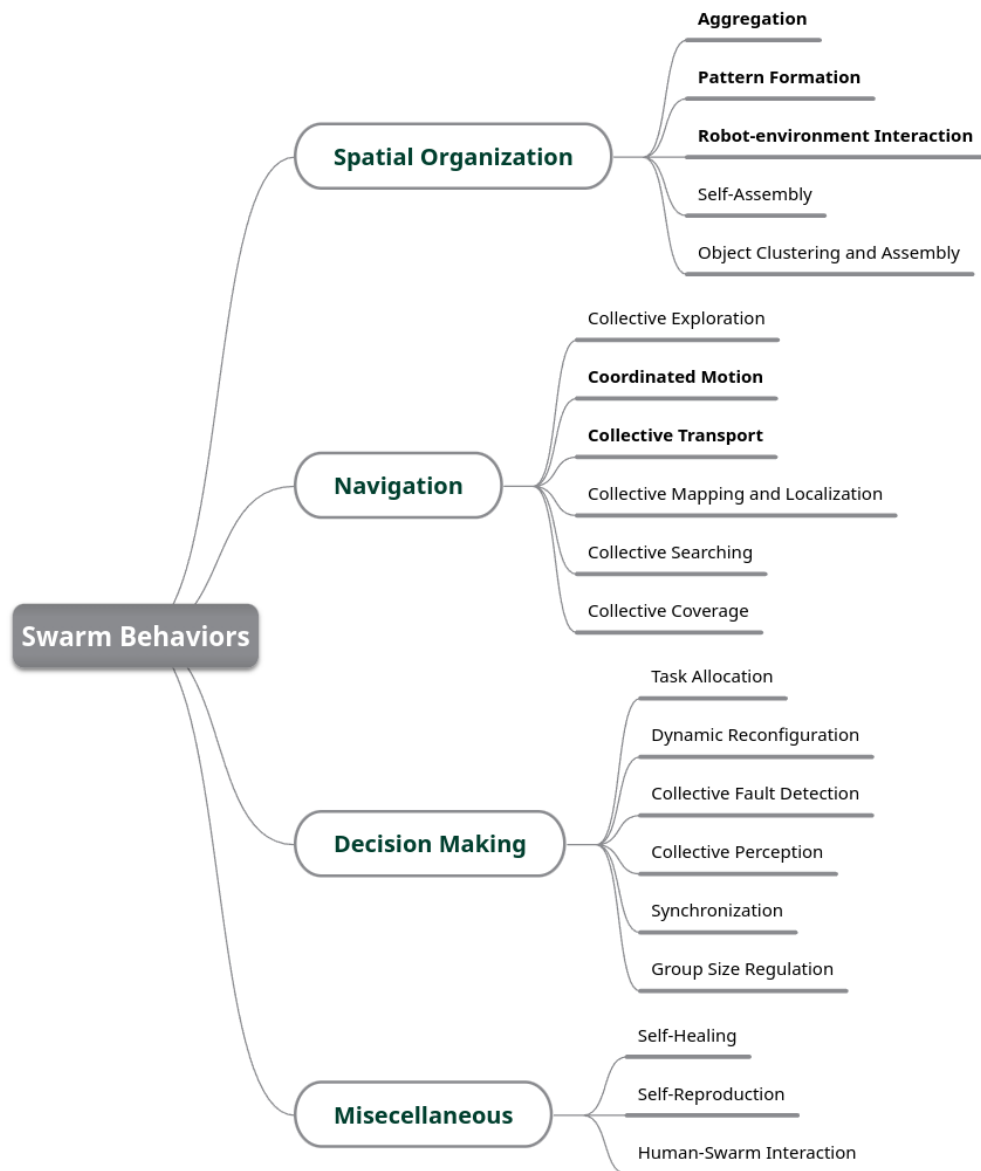 Swarm Behaviors
Spatial Organization
Aggregation
Pattern Formation
Robot-environment Interaction
Self-Assembly
Object Clustering and Assembly
Navigation
Collective Exploration
Coordinated Motion
Collective Transport
Collective Mapping and Localization
Collective Searching
Collective Coverage
Decision Making
Task Allocation
Dynamic Reconfiguration
Collective Fault Detection
Collective Perception
Synchronization
Group Size Regulation
Misecellaneous
Self-Healing
Self-Reproduction
Human-Swarm Interaction